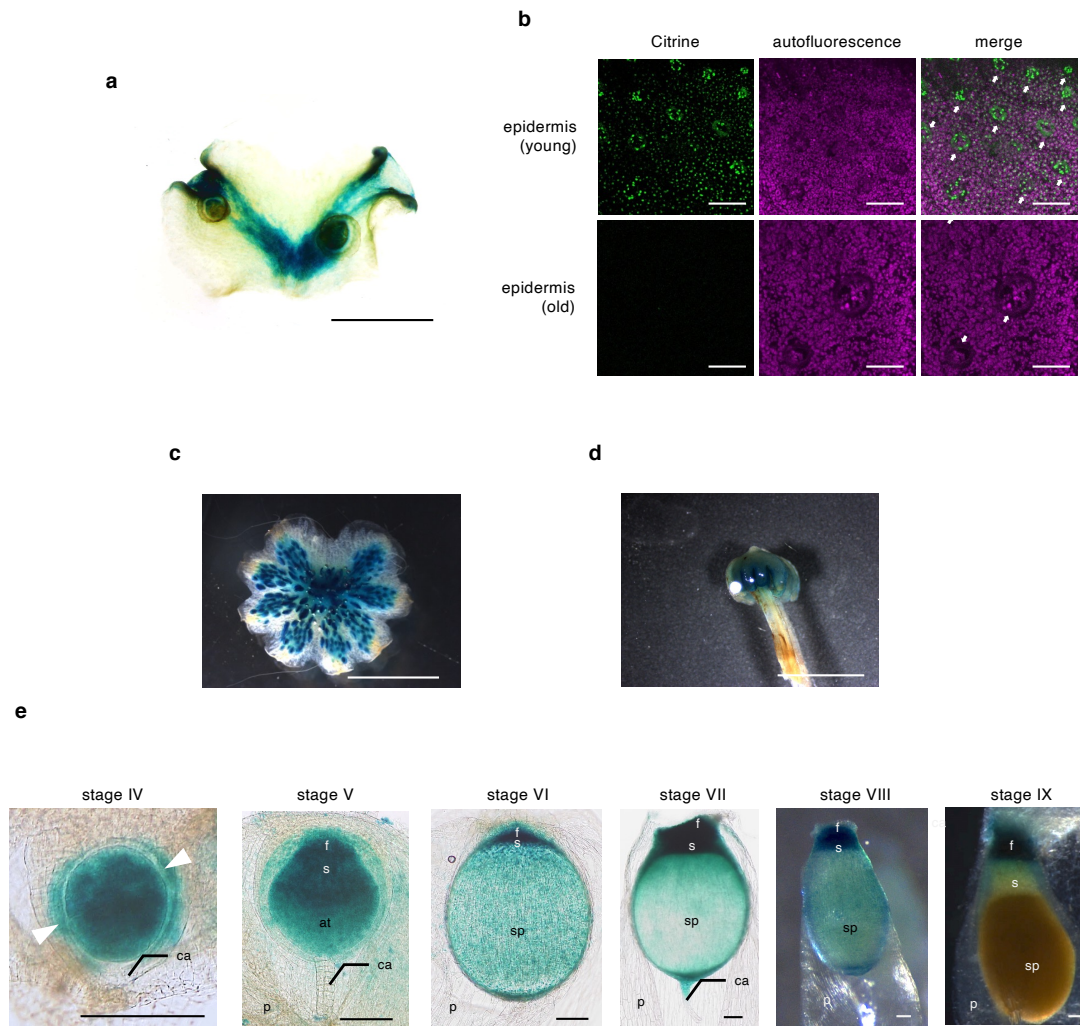 a
b
Citrine autofluorescence merge
epidermis
(young)
epidermis
(old)
c
d
e
stage IV stage V stage VI stage VII stage VIII stage IX
ca
f
s
at
ca
p
f
s
sp
p
f
s
sp
ca
p
f
s
*
sp
p
f
s
sp
p